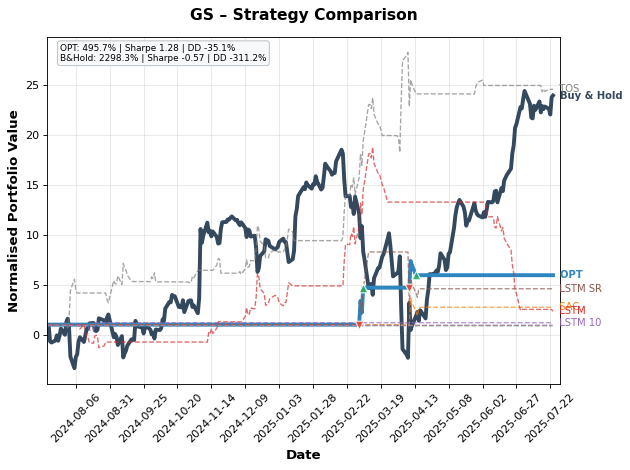 GS – Strategy Comparison
OPT: 495.7% | Sharpe 1.28 | DD -35.1%
B&Hold: 2298.3% | Sharpe -0.57 | DD -311.2%
Normalised Portfolio Value
25
20
15
10
5
0
TOS
Buy & Hold
OPT
LSTM SR
LSTM
LSTM 10
2024-08-06
2024-08-31
2024-09-25
2024-10-20
2024-11-14
2024-12-09
2025-01-03
2025-01-28
2025-02-22
2025-03-19
2025-04-13
2025-05-08
2025-06-02
2025-06-27
2025-07-22
Date